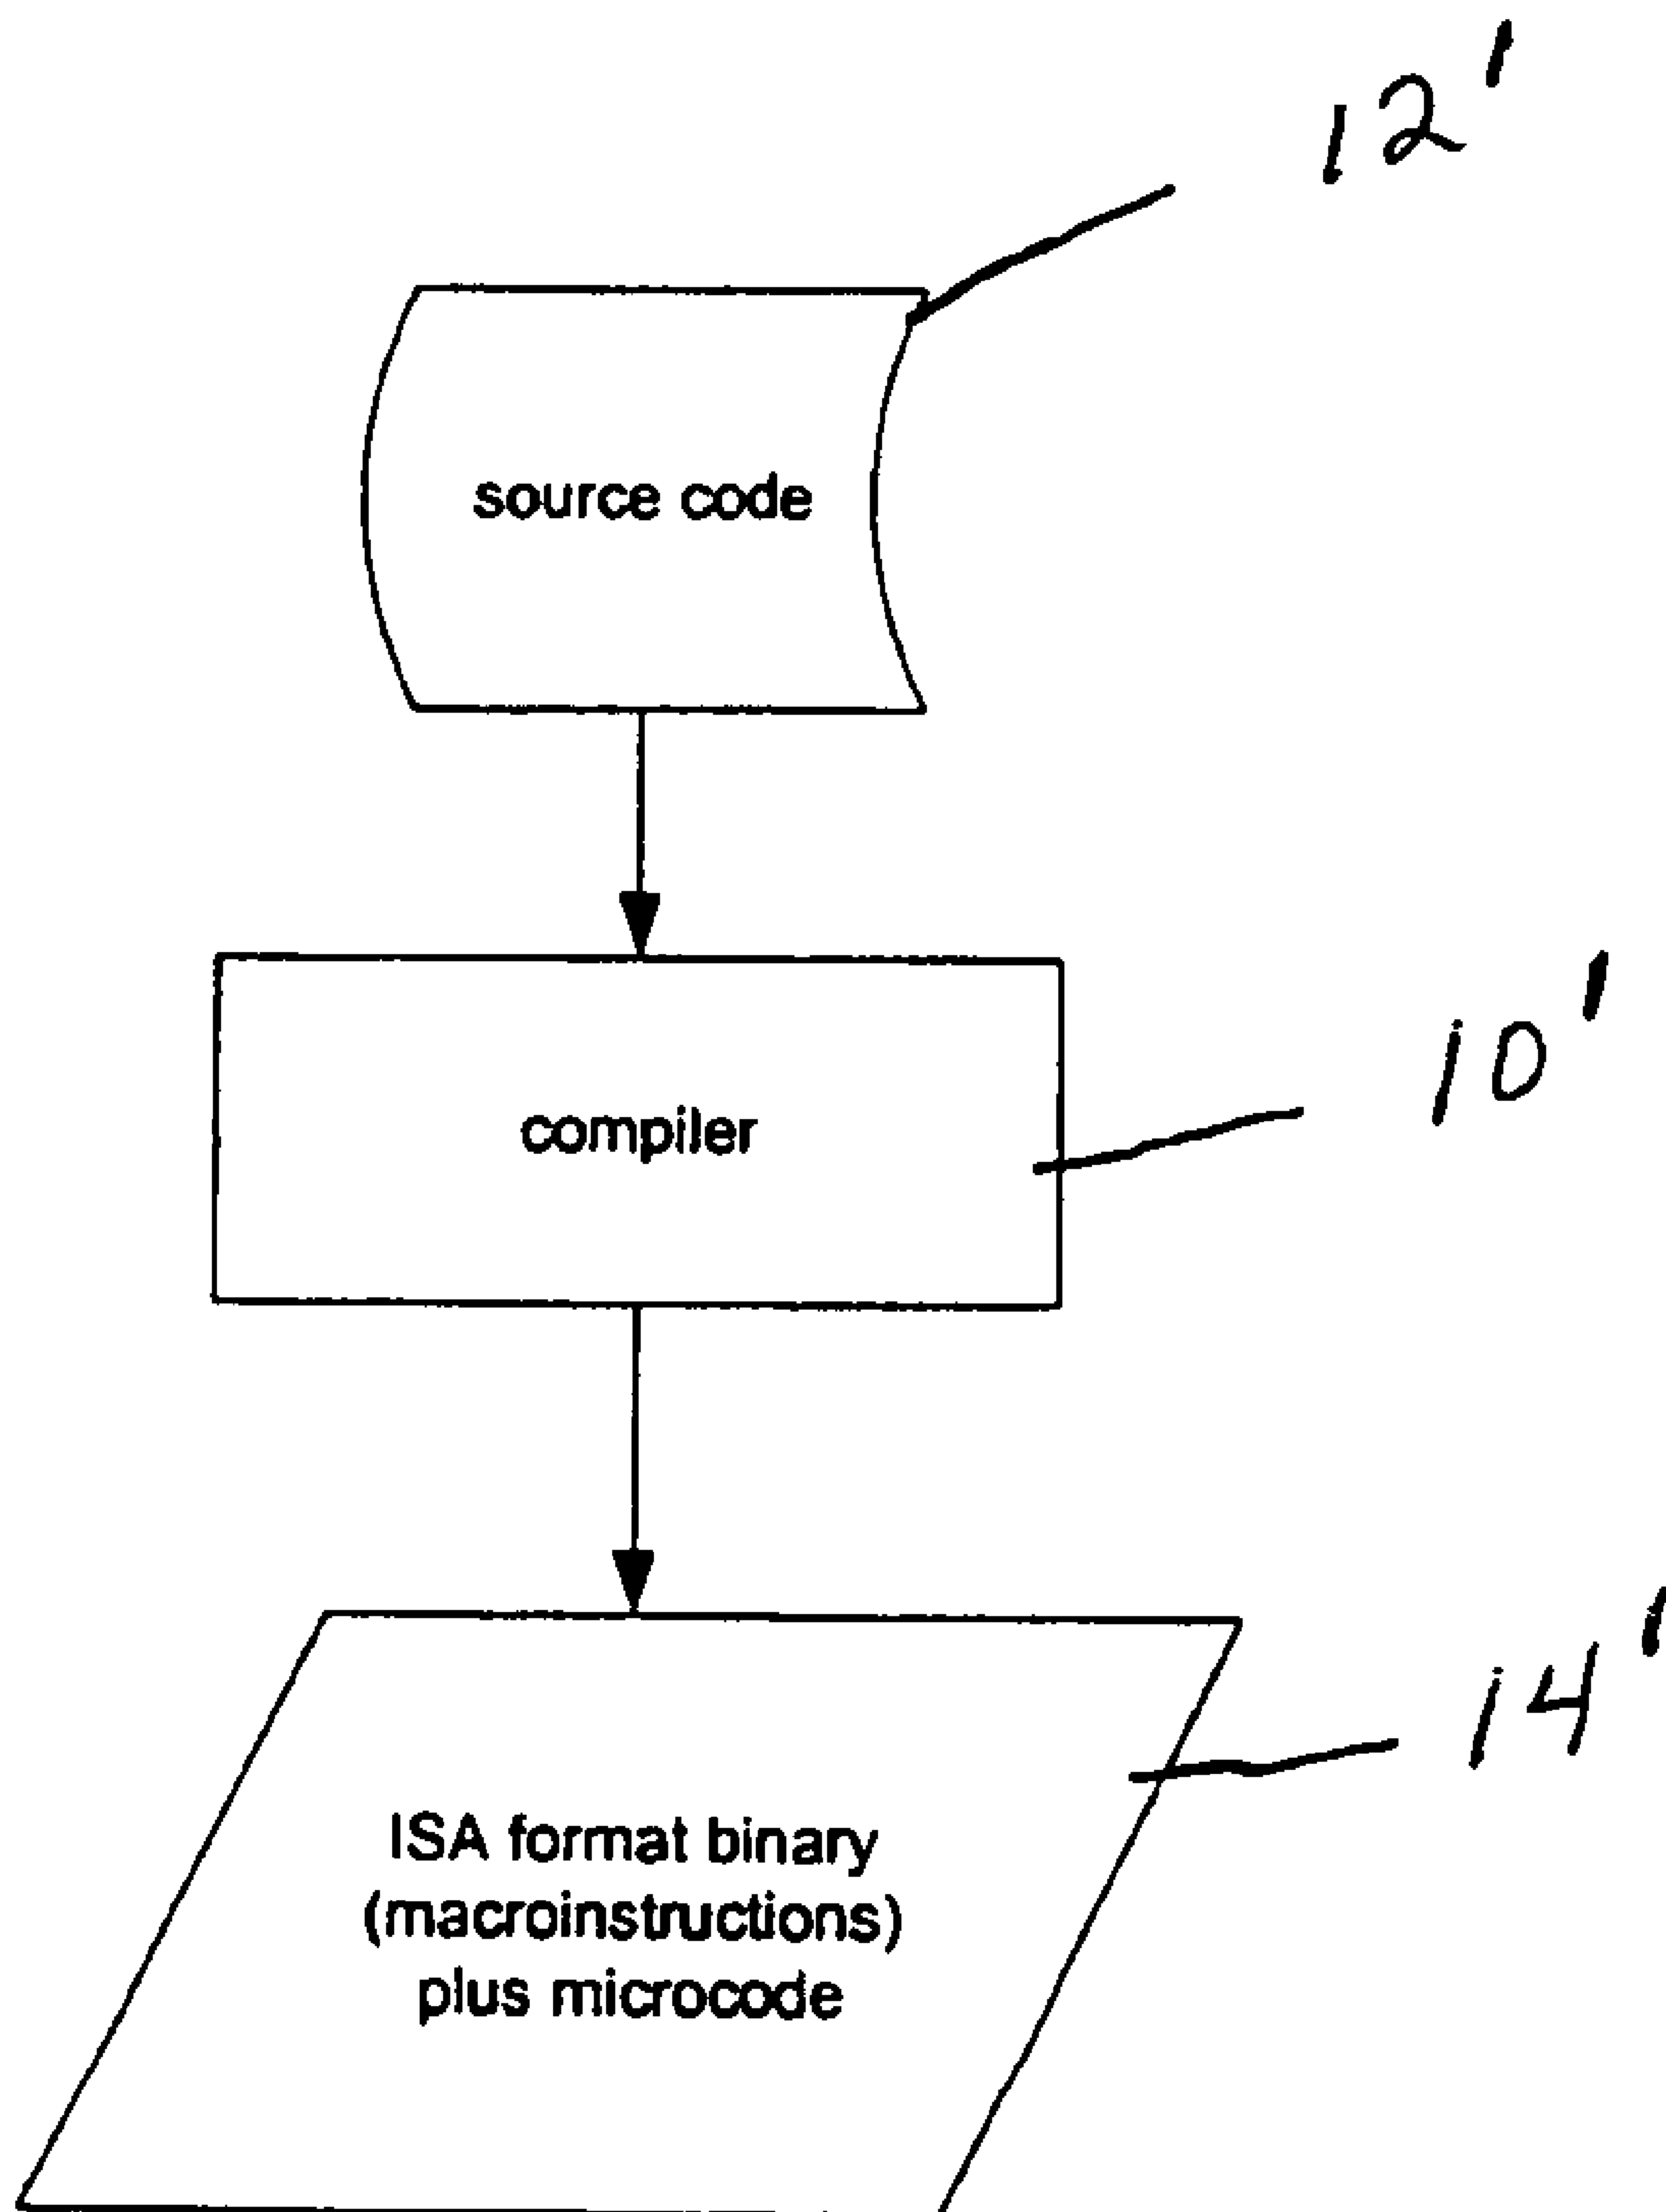 12'
source code
10'
compiler
14'
ISA format binary
(macroinstructions)
plus microcode